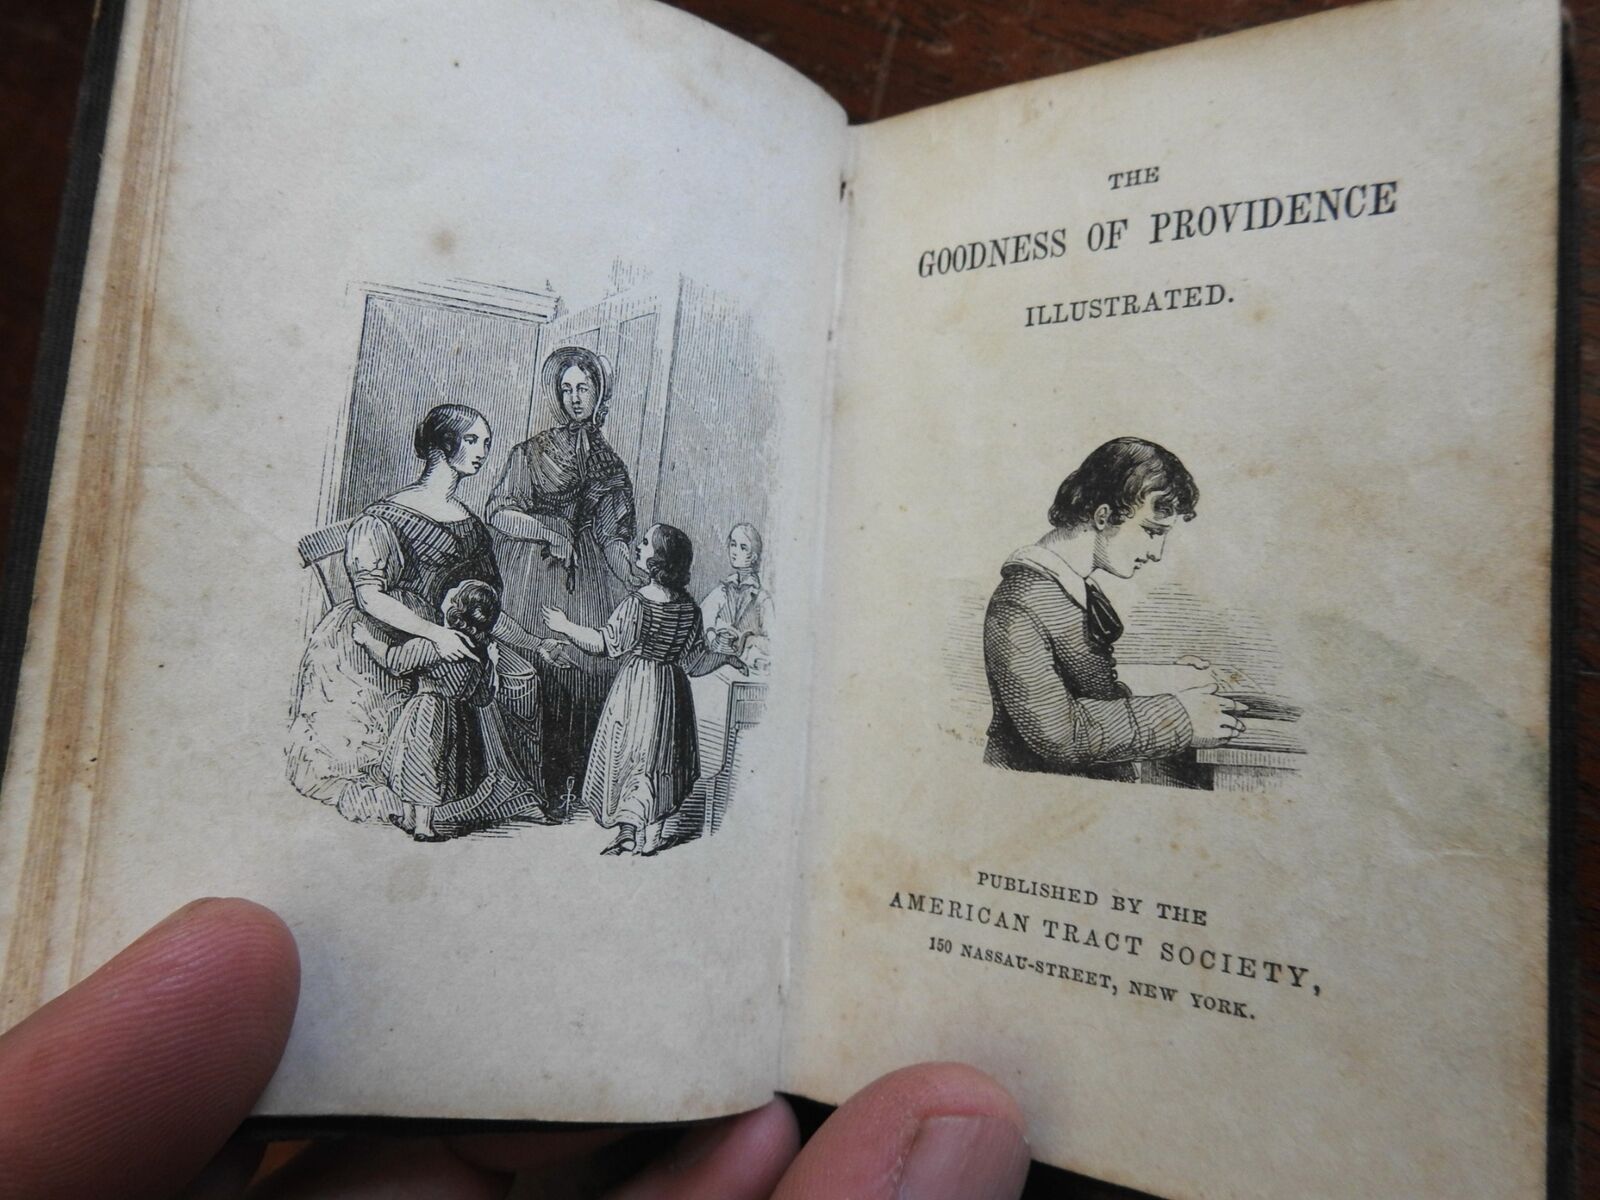 THE
GOODNESS OF PROVIDENCE
ILLUSTRATED.
PUBLISHED BY THE
AMERICAN TRACT SOCIETY,
150 NASSAU-STREET, NEW YORK.